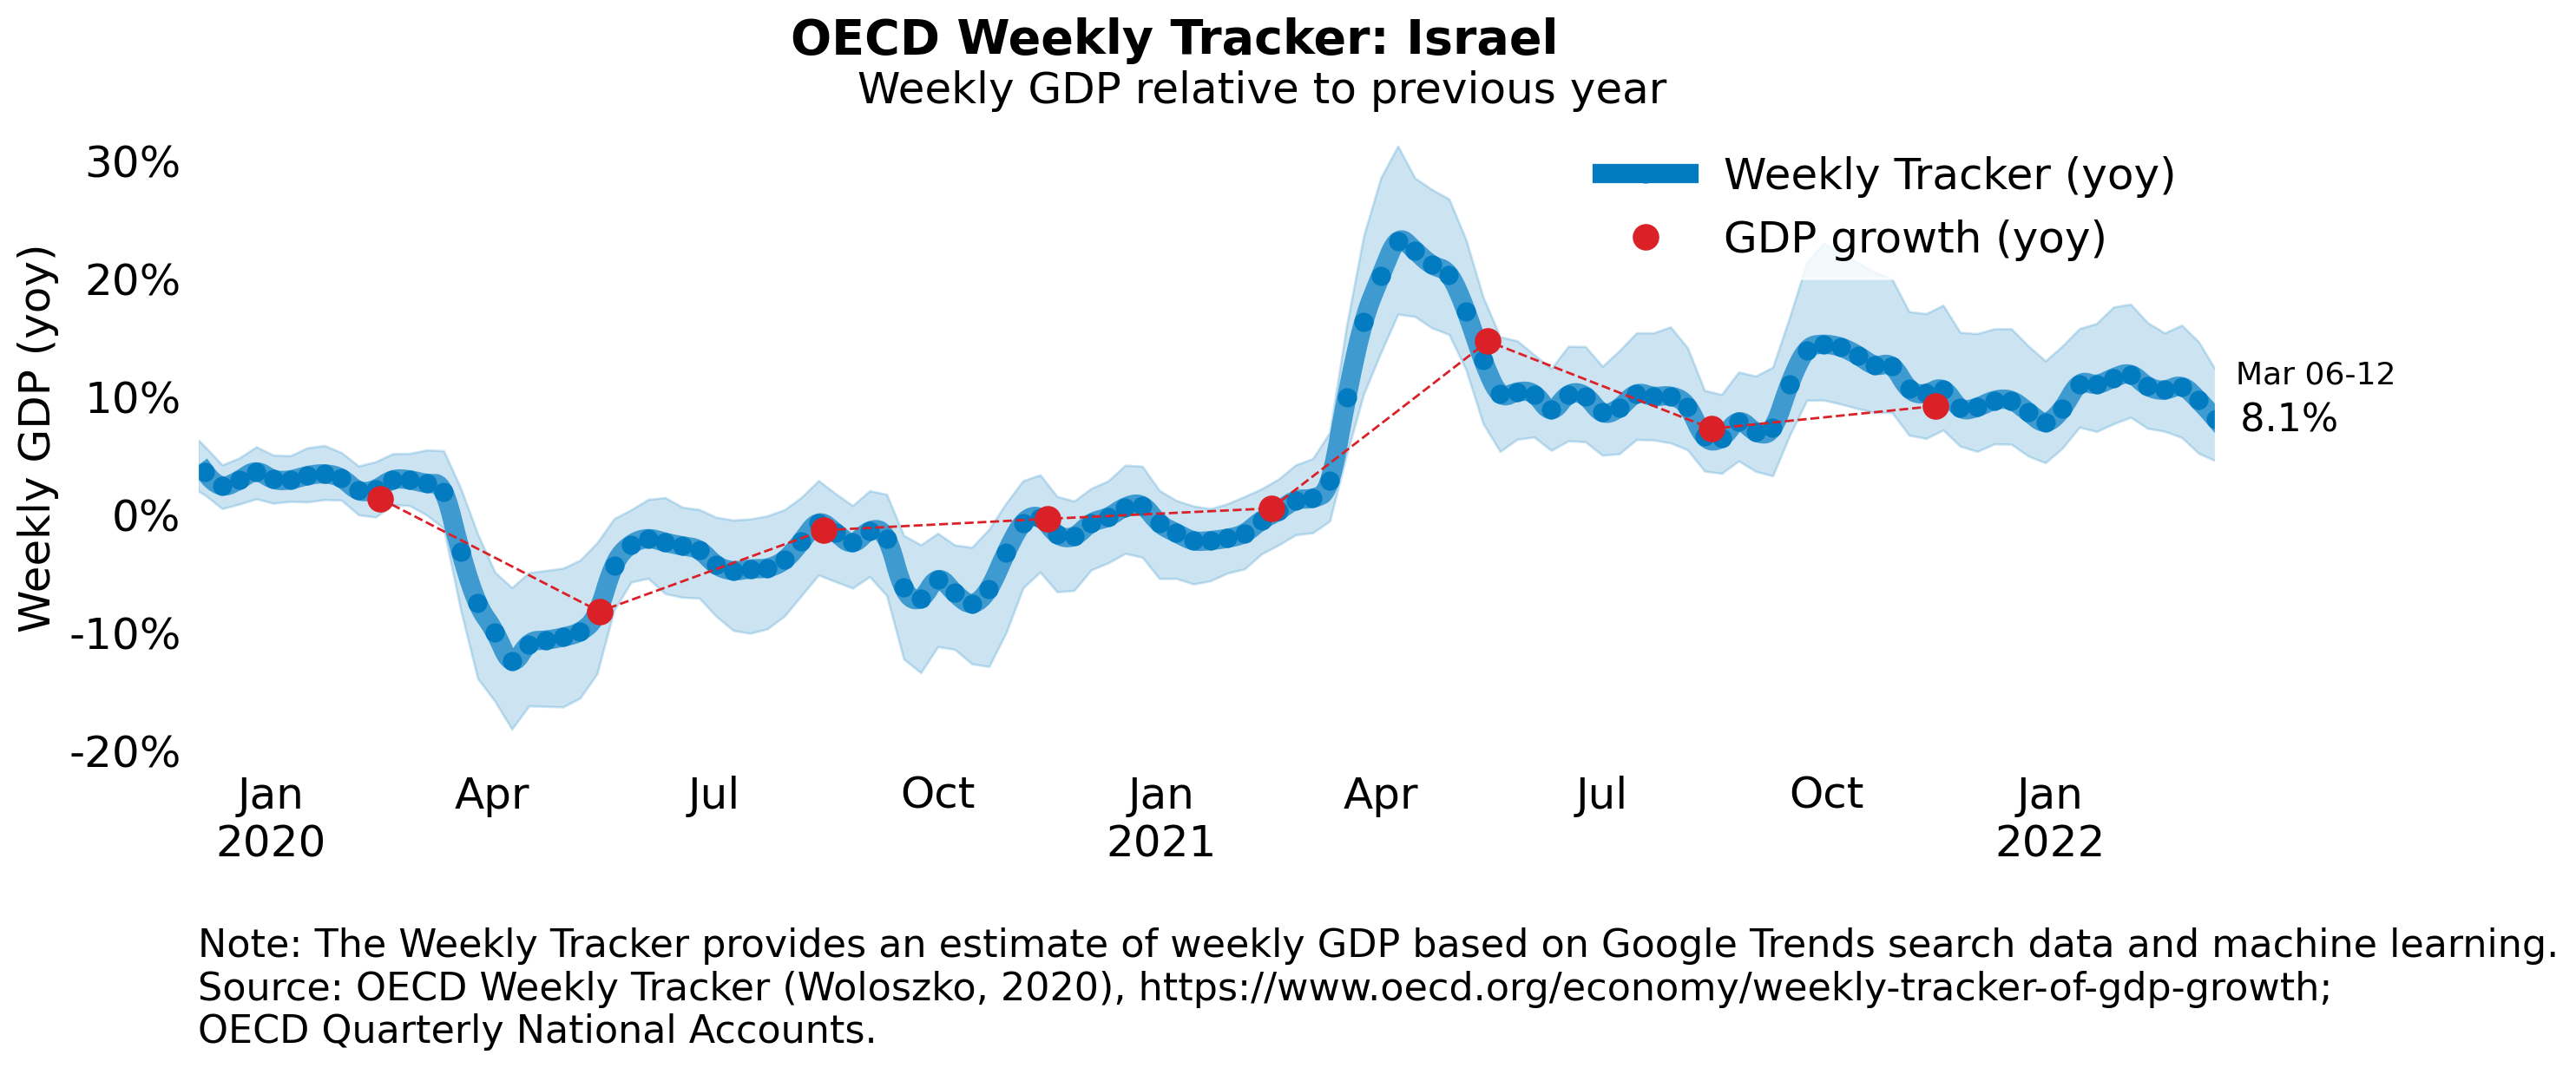 OECD Weekly Tracker: Israel
Weekly GDP relative to previous year
Weekly GDP (yoy)
30%
20%
10%
0%
-10%
-20%
Weekly Tracker (yoy)
GDP growth (yoy)
Mar 06-12
8.1%
Jan Apr Jul Oct Jan Apr Jul Oct Jan
2020 2021 2022
Note: The Weekly Tracker provides an estimate of weekly GDP based on Google Trends search data and machine learning.
Source: OECD Weekly Tracker (Woloszko, 2020), https://www.oecd.org/economy/weekly-tracker-of-gdp-growth;
OECD Quarterly National Accounts.